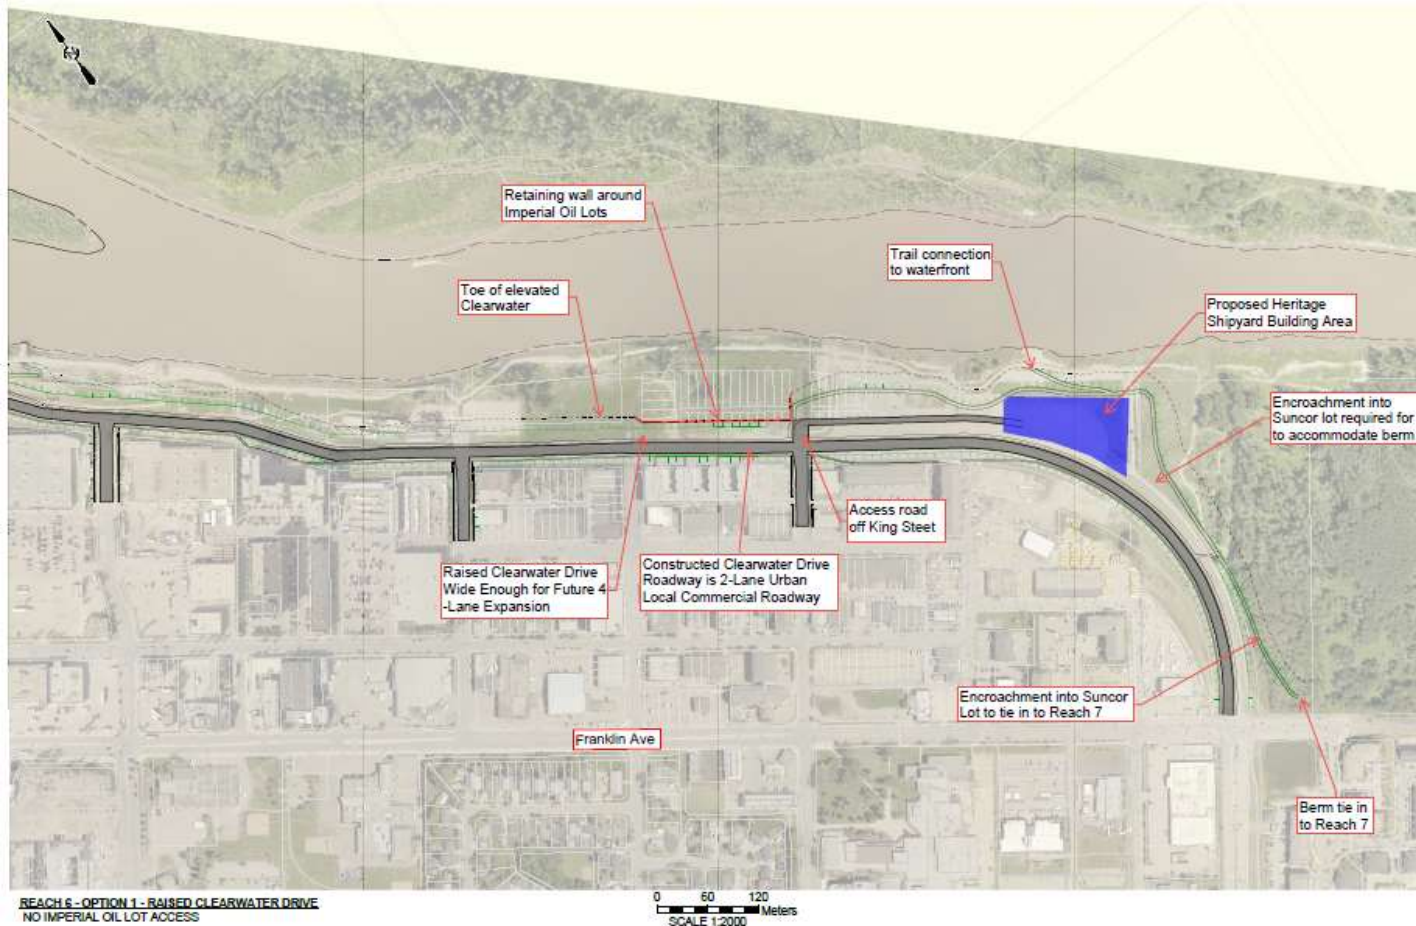 Retaining wall around
Imperial Oil Lots
Trail connection
to waterfront
Toe of elevated
Clearwater
Proposed Heritage
Shipyard Building Area
Encroachment into
Suncor lot required for
to accommodate berm
Access road
off King Steet
Raised Clearwater Drive
Wide Enough for Future 4
-Lane Expansion
Constructed Clearwater Drive
Roadway is 2-Lane Urban
Local Commercial Roadway
Encroachment into Suncor
Lot to tie in to Reach 7
Franklin Ave
Berm tie in
to Reach 7
REACH 6 - OPTION 1 - RAISED CLEARWATER DRIVE
NO IMPERIAL OIL LOT ACCESS
0 60 120
Meters
SCALE 1:2000